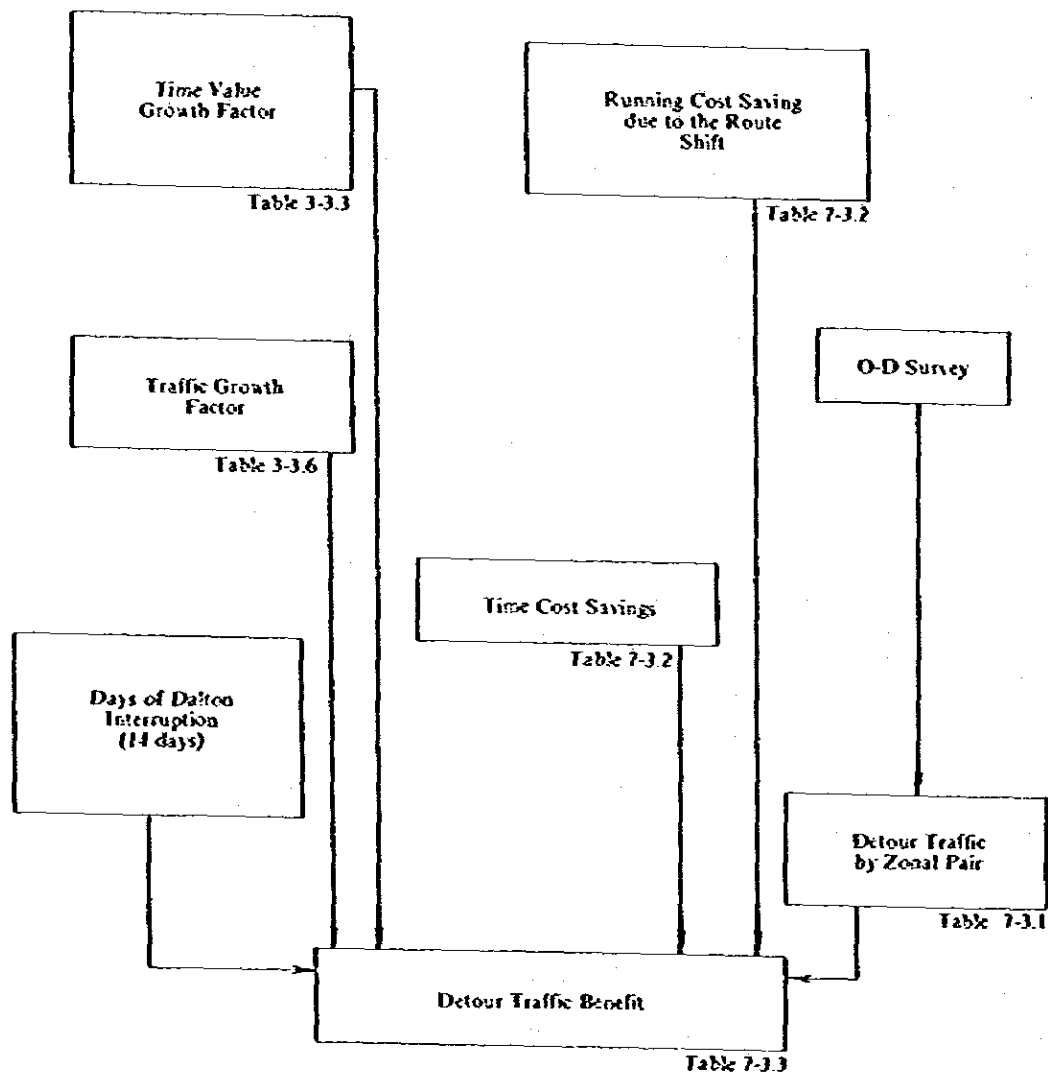 Time Value
Growth Factor
Table 3-3.3
Running Cost Saving
due to the Route
Shift
Table 7-3.2
Traffic Growth
Factor
Table 3-3.6
O-D Survey
Time Cost Savings
Table 7-3.2
Days of Dalton
Interruption
(14 days)
Detour Traffic
by Zonal Pair
Table 7-3.1
Detour Traffic Benefit
Table 7-3.3